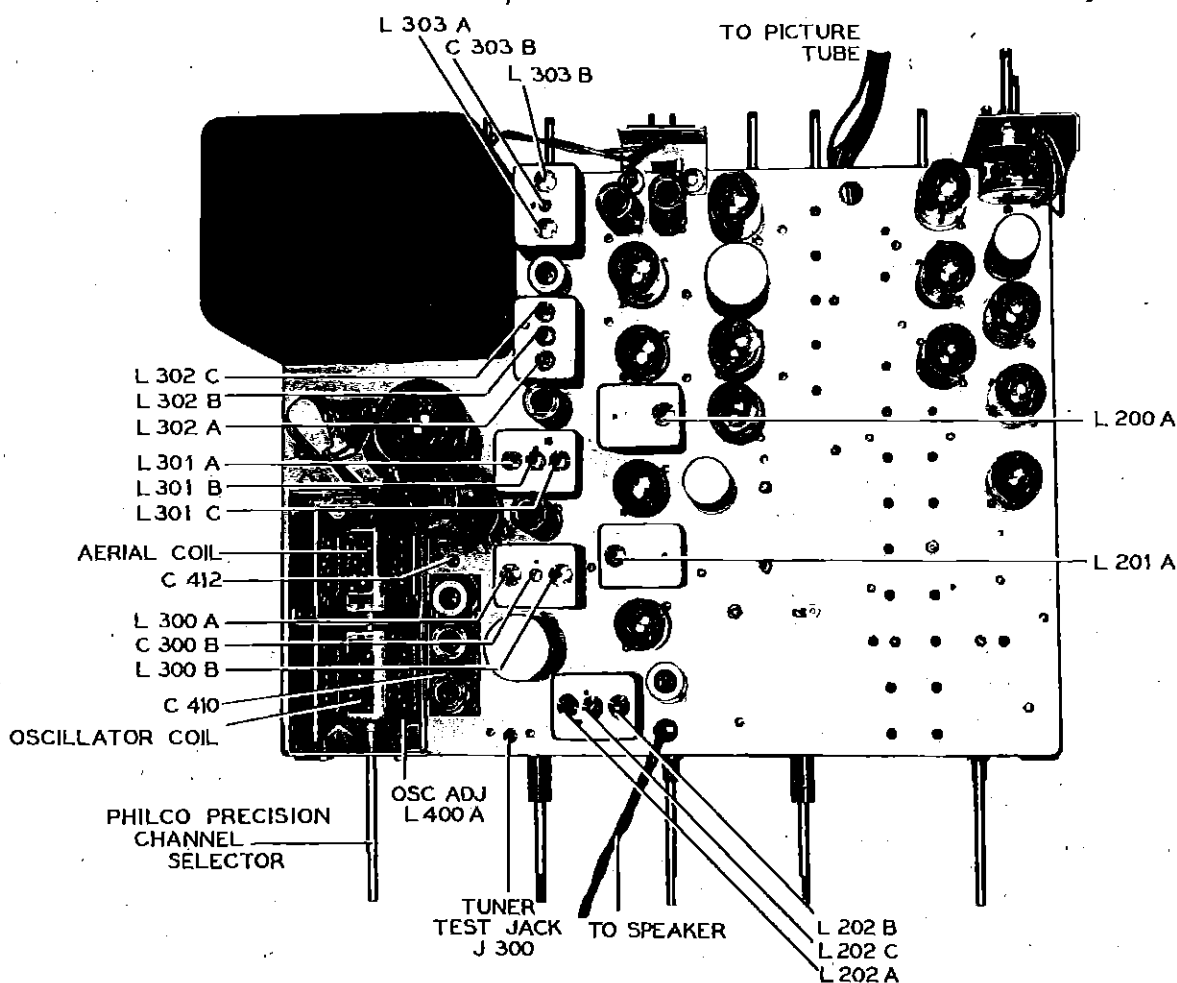 L 303 A
C 303 B
L 303 B
TO PICTURE
TUBE
L 302 C
L 302 B
L 302 A
L 301 A
L 301 B
L 301 C
L 200 A
AERIAL COIL
C 412
L 201 A
L 300 A
C 300 B
L 300 B
C 410
OSCILLATOR COIL
OSC ADJ
L 400 A
PHILCO PRECISION
CHANNEL
SELECTOR
TUNER
TEST JACK
J 300
TO SPEAKER
L 202 B
L 202 C
L 202 A